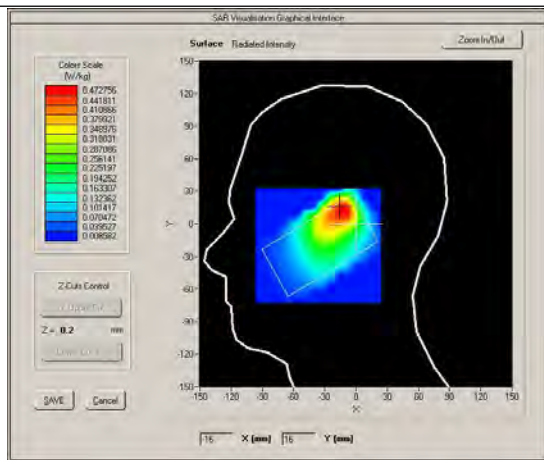 SAR Visualisation Graphical Interface
Surface Radiated Intensity
Zoom In/Out
Colour Scale
(W/kg)
0.472756
0.441811
0.410866
0.379921
0.348976
0.318031
0.287086
0.256141
0.225197
0.194252
0.163307
0.132362
0.101417
0.070472
0.039527
0.008582
150
120
90
60
30
0
-30
-60
-90
-120
-150
Y
-150 -120 -90 -60 -30 0 30 60 90 120 150
X
Z-Cuts Control
Z = 0.2 mm
SAVE Cancel
-16 X (mm) 16 Y (mm)